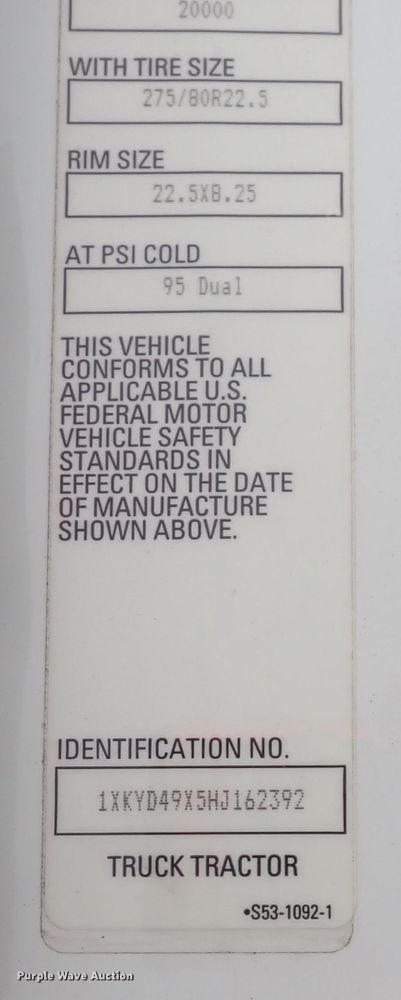 20000
WITH TIRE SIZE
275/80R22.5
RIM SIZE
22.5X8.25
AT PSI COLD
95 Dual
THIS VEHICLE
CONFORMS TO ALL
APPLICABLE U.S.
FEDERAL MOTOR
VEHICLE SAFETY
STANDARDS IN
EFFECT ON THE DATE
OF MANUFACTURE
SHOWN ABOVE.
IDENTIFICATION NO.
1XKYD49X5HJ162392
TRUCK TRACTOR
•S53-1092-1
Purple Wave Auction